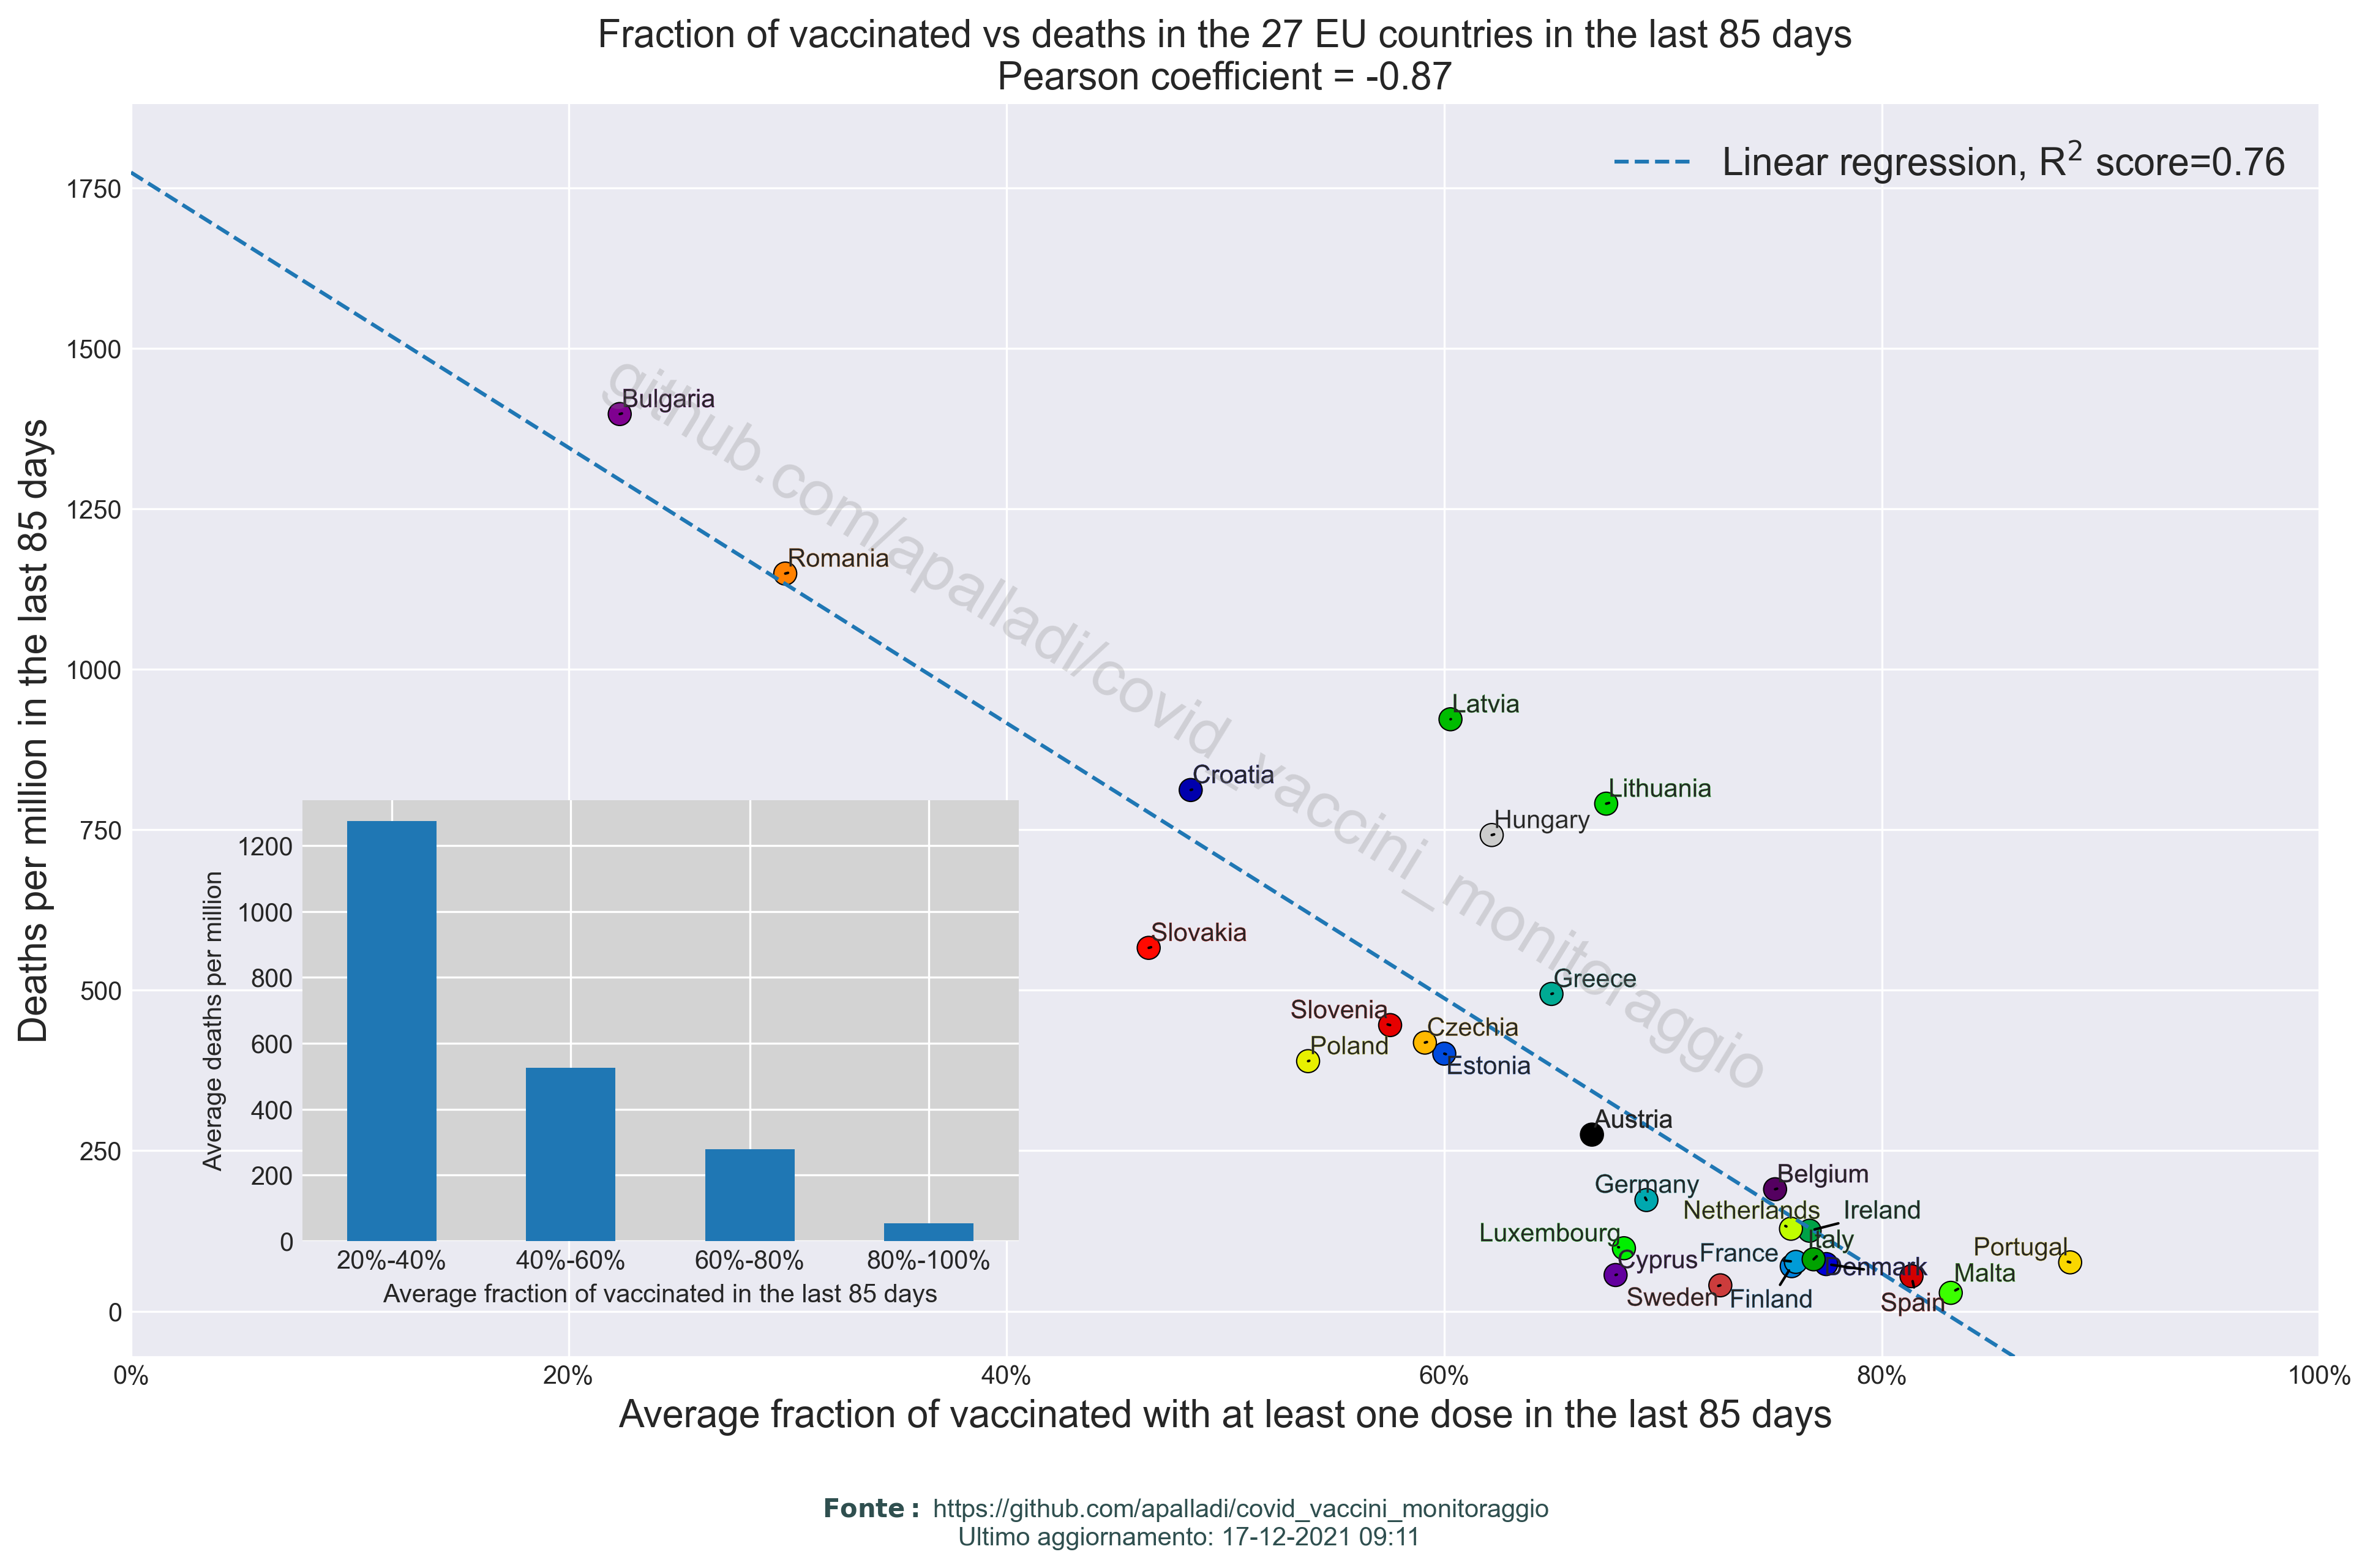 Fraction of vaccinated vs deaths in the 27 EU countries in the last 85 days
Pearson coefficient = -0.87
Linear regression, R² score=0.76
Deaths per million in the last 85 days
1750
1500
1250
1000
750
500
250
0
github.com/apalladi/covid_vaccini_monitoraggio
Bulgaria
Romania
Latvia
Croatia
Lithuania
Hungary
Slovakia
Greece
Slovenia
Czechia
Poland
Estonia
Austria
Belgium
Germany
Netherlands
Ireland
Luxembourg
Italy
France
Cyprus
Denmark
Portugal
Malta
Sweden
Finland
Spain
Average deaths per million
1200
1000
800
600
400
200
0
20%-40% 40%-60% 60%-80% 80%-100%
Average fraction of vaccinated in the last 85 days
0% 20% 40% 60% 80% 100%
Average fraction of vaccinated with at least one dose in the last 85 days
Fonte: https://github.com/apalladi/covid_vaccini_monitoraggio
Ultimo aggiornamento: 17-12-2021 09:11